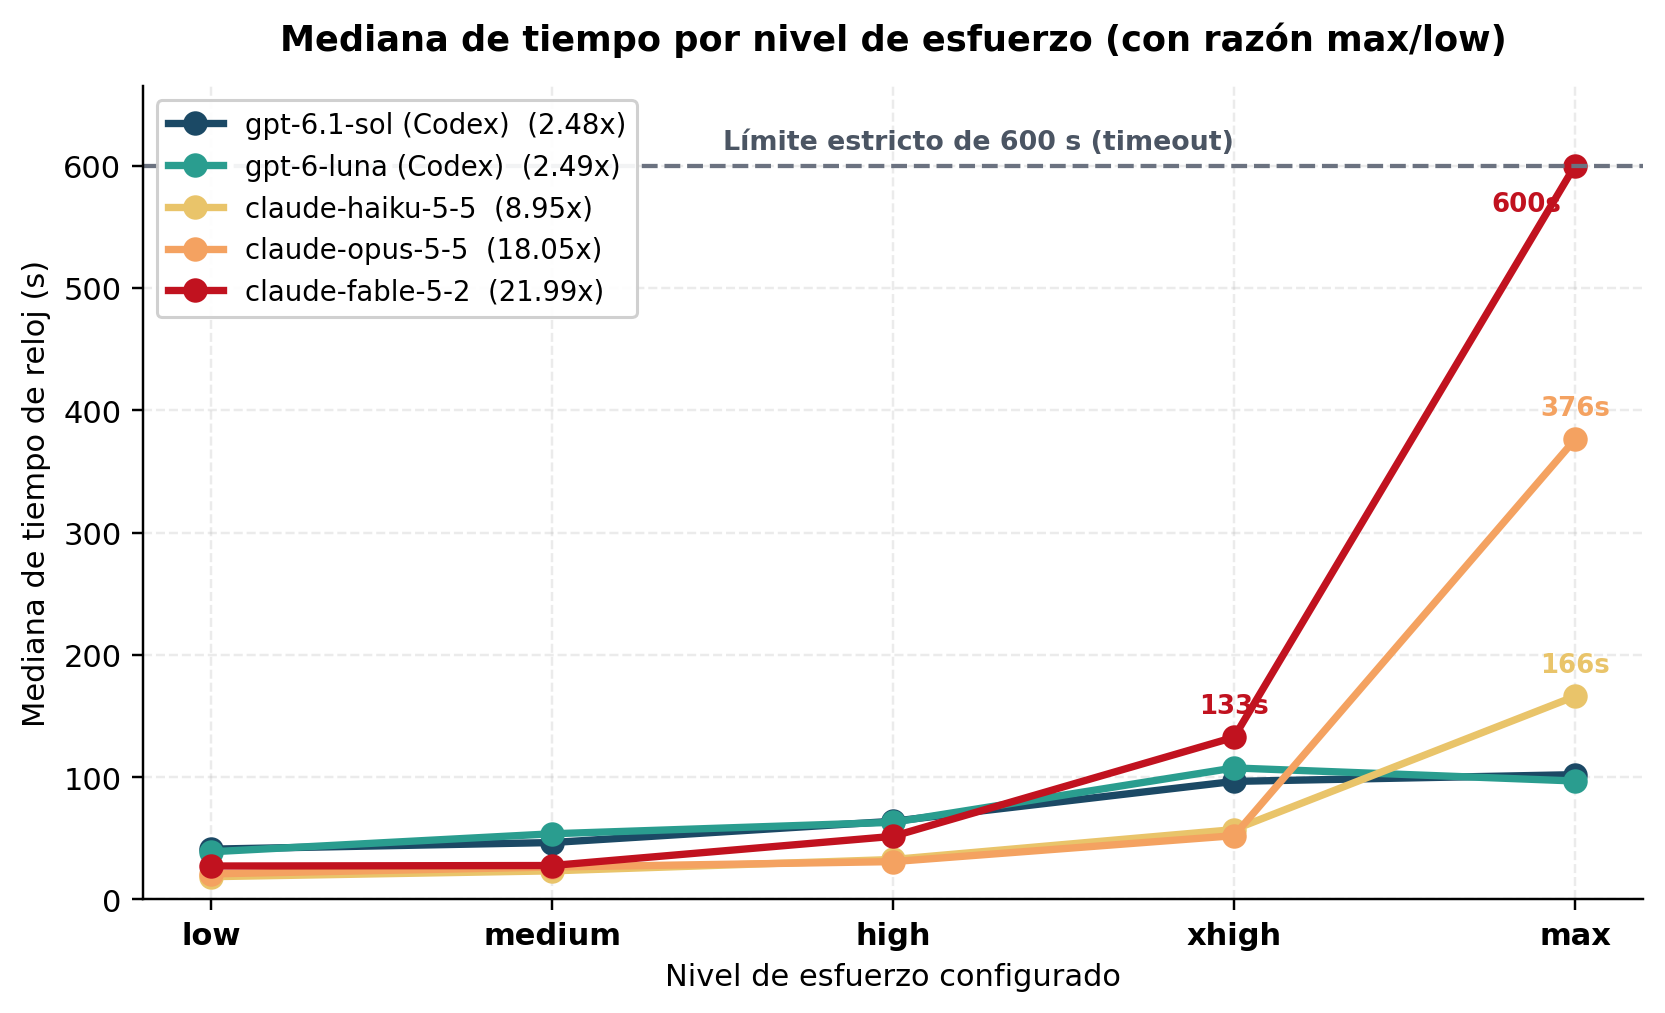 Mediana de tiempo por nivel de esfuerzo (con razón max/low)
gpt-6.1-sol (Codex) (2.48x)
gpt-6-luna (Codex) (2.49x)
claude-haiku-5-5 (8.95x)
claude-opus-5-5 (18.05x)
claude-fable-5-2 (21.99x)
Límite estricto de 600 s (timeout)
600s
376s
166s
133s
Mediana de tiempo de reloj (s)
600
500
400
300
200
100
0
low medium high xhigh max
Nivel de esfuerzo configurado